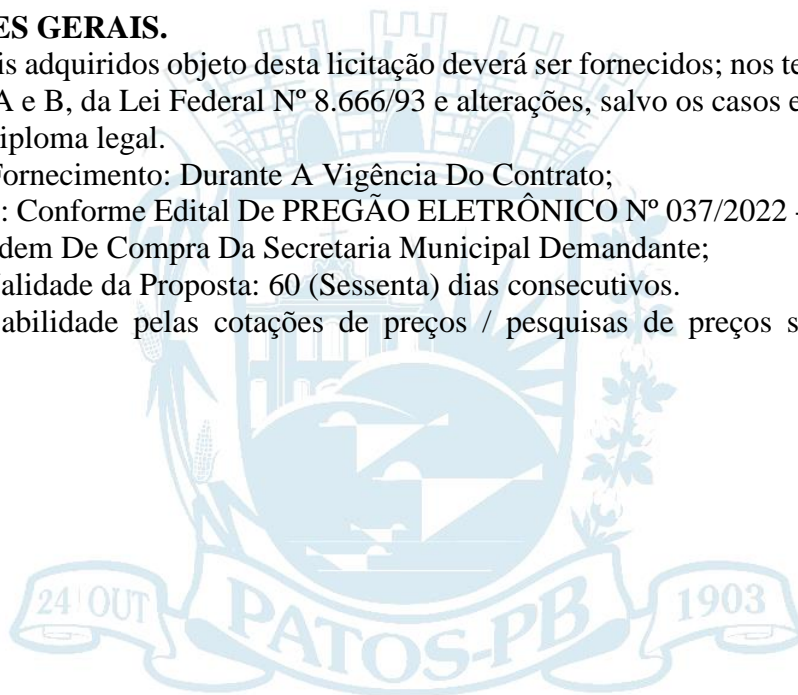 ES GERAIS.
is adquiridos objeto desta licitação deverá ser fornecidos; nos te
A e B, da Lei Federal Nº 8.666/93 e alterações, salvo os casos e
iploma legal.
Fornecimento: Durante A Vigência Do Contrato;
: Conforme Edital De PREGÃO ELETRÔNICO Nº 037/2022 -
dem De Compra Da Secretaria Municipal Demandante;
alidade da Proposta: 60 (Sessenta) dias consecutivos.
abilidade pelas cotações de preços / pesquisas de preços s
24 OUT
PATOS-PB
1903